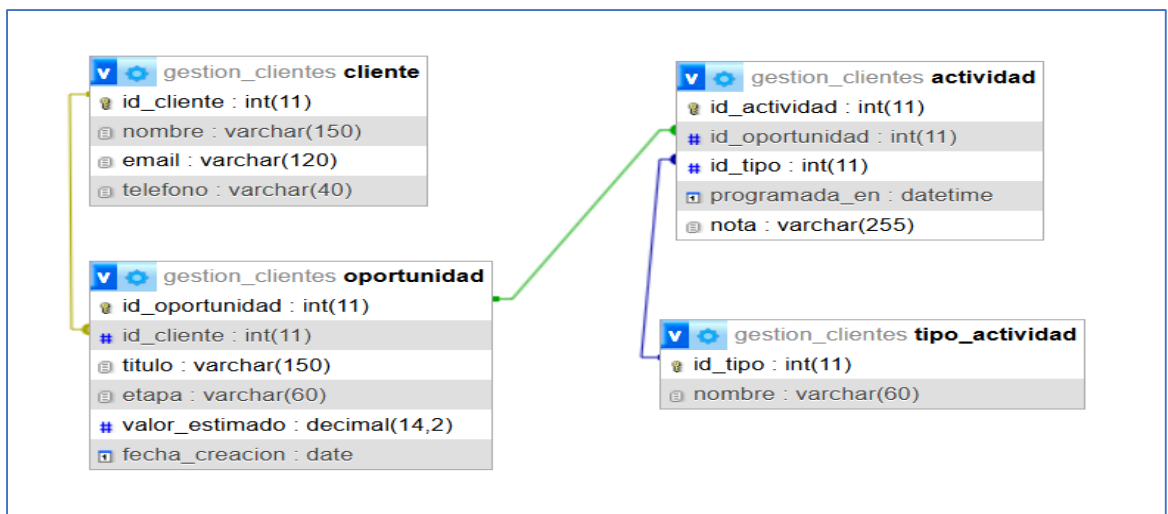 gestion_clientes cliente
id_cliente : int(11)
nombre : varchar(150)
email : varchar(120)
telefono : varchar(40)
gestion_clientes oportunidad
id_oportunidad : int(11)
id_cliente : int(11)
titulo : varchar(150)
etapa : varchar(60)
# valor_estimado : decimal(14,2)
fecha_creacion : date
gestion_clientes actividad
id_actividad : int(11)
# id_oportunidad : int(11)
# id_tipo : int(11)
programada_en : datetime
nota : varchar(255)
gestion_clientes tipo_actividad
id_tipo : int(11)
nombre : varchar(60)